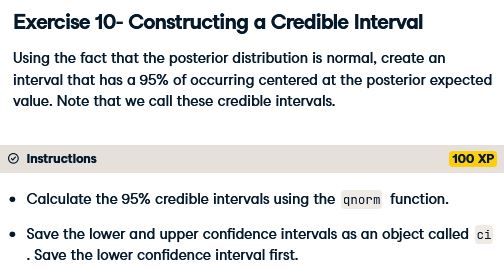 Exercise 10- Constructing a Credible Interval
Using the fact that the posterior distribution is normal, create an
interval that has a 95% of occurring centered at the posterior expected
value. Note that we call these credible intervals.
Instructions
100 XP
Calculate the 95% credible intervals using the qnorm function.
Save the lower and upper confidence intervals as an object called ci
. Save the lower confidence interval first.